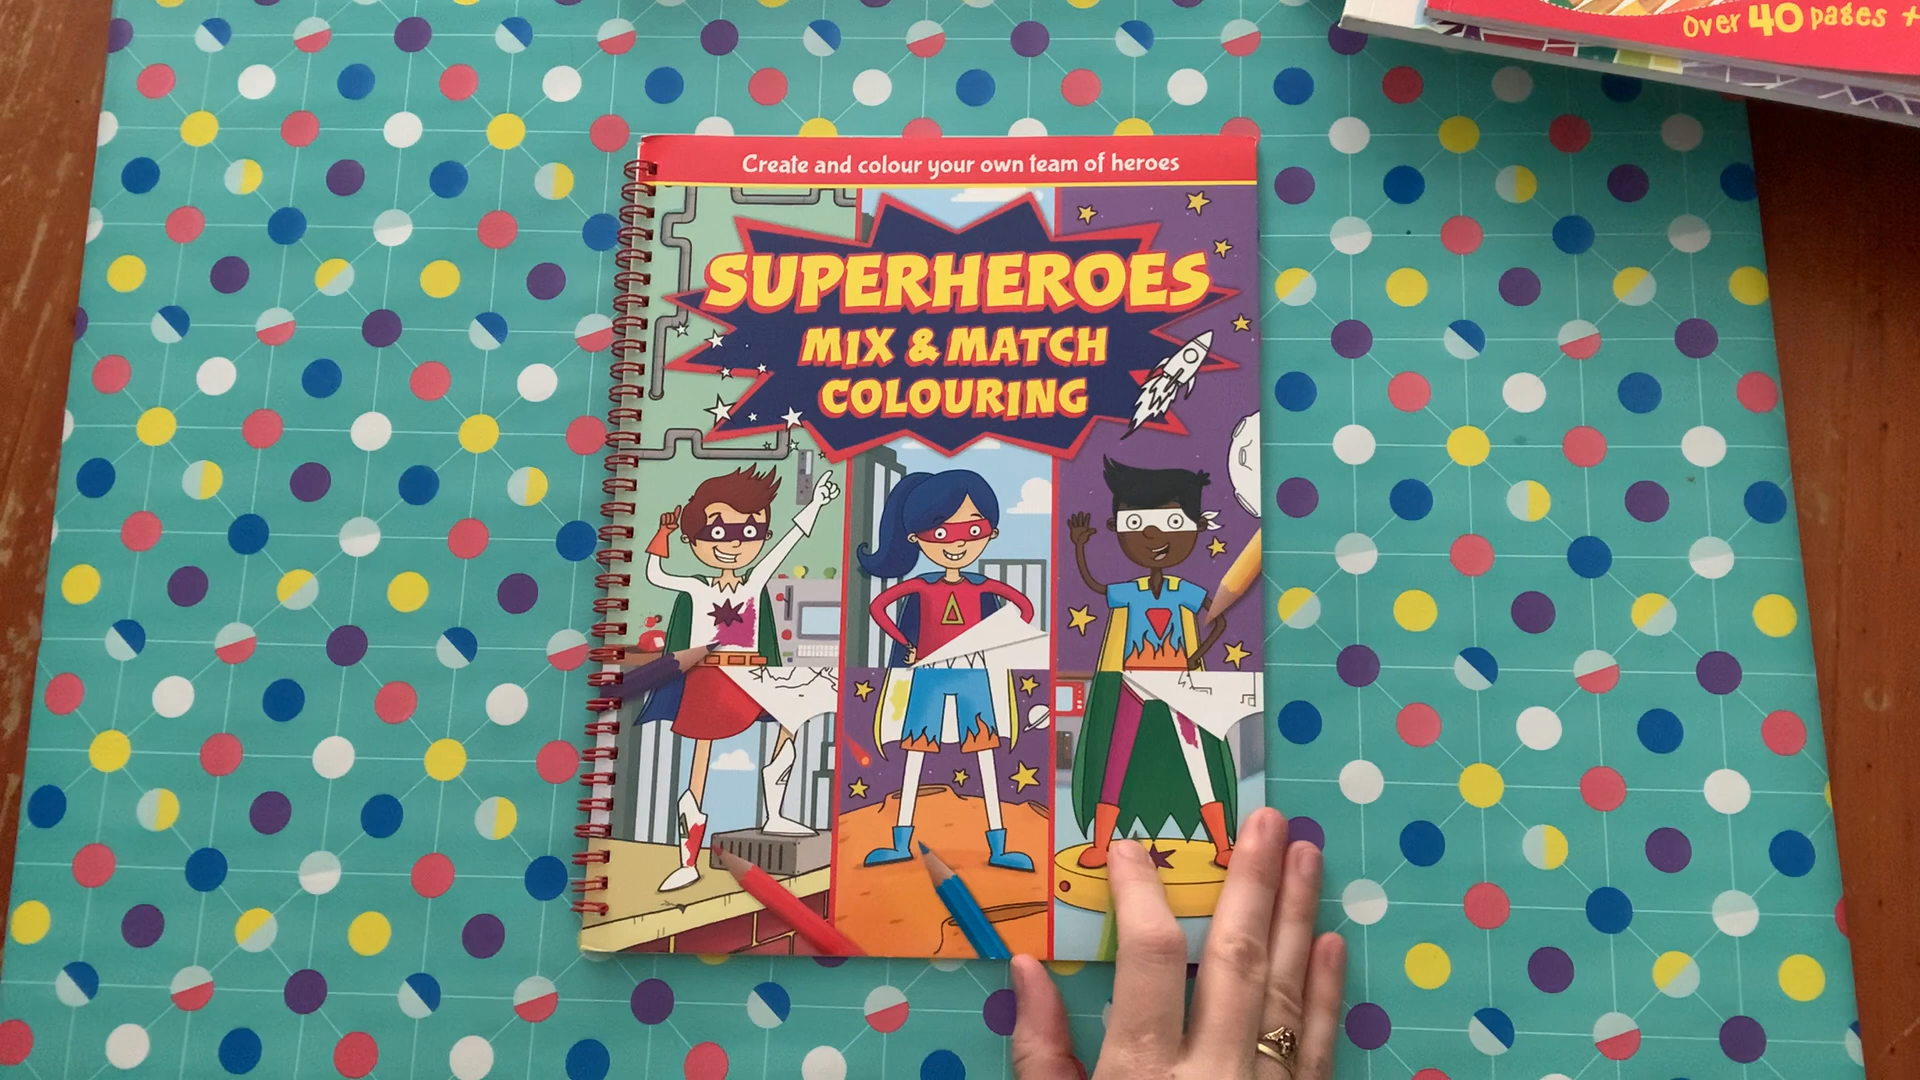 Over 40 pages +
Create and colour your own team of heroes
SUPERHEROES
MIX & MATCH
COLOURING